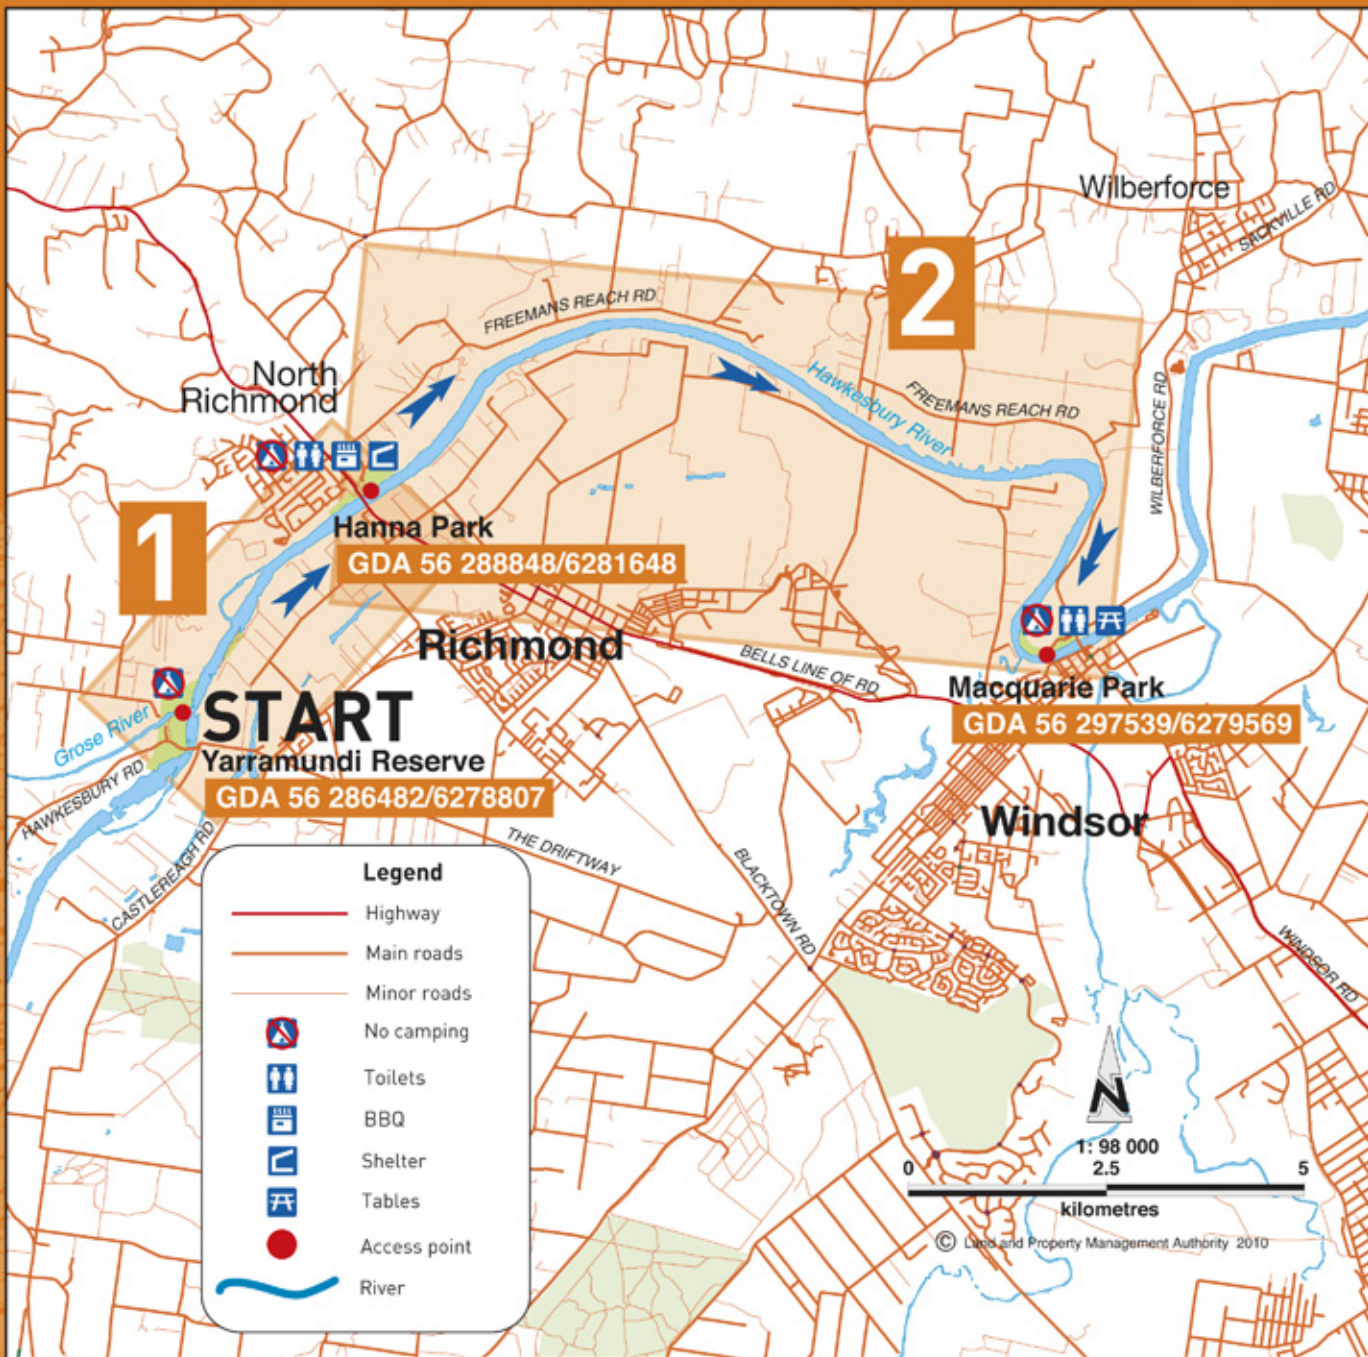 Wilberforce
SACKVILLE RD
2
FREEMANS REACH RD
North
Richmond
Hawkesbury River
FREEMANS REACH RD
WILBERFORCE RD
1
Hanna Park
GDA 56 288848/6281648
Richmond
BELLS LINE OF RD
Macquarie Park
GDA 56 297539/6279569
Grose River
START
Yarramundi Reserve
GDA 56 286482/6278807
HAWKESBURY RD
CASTLEREAGH RD
THE DRIFTWAY
BLACKTOWN RD
Windsor
WINDSOR RD
Legend
Highway
Main roads
Minor roads
No camping
Toilets
BBQ
Shelter
Tables
Access point
River
N
1: 98 000
0 2.5 5
kilometres
© Land and Property Management Authority 2010